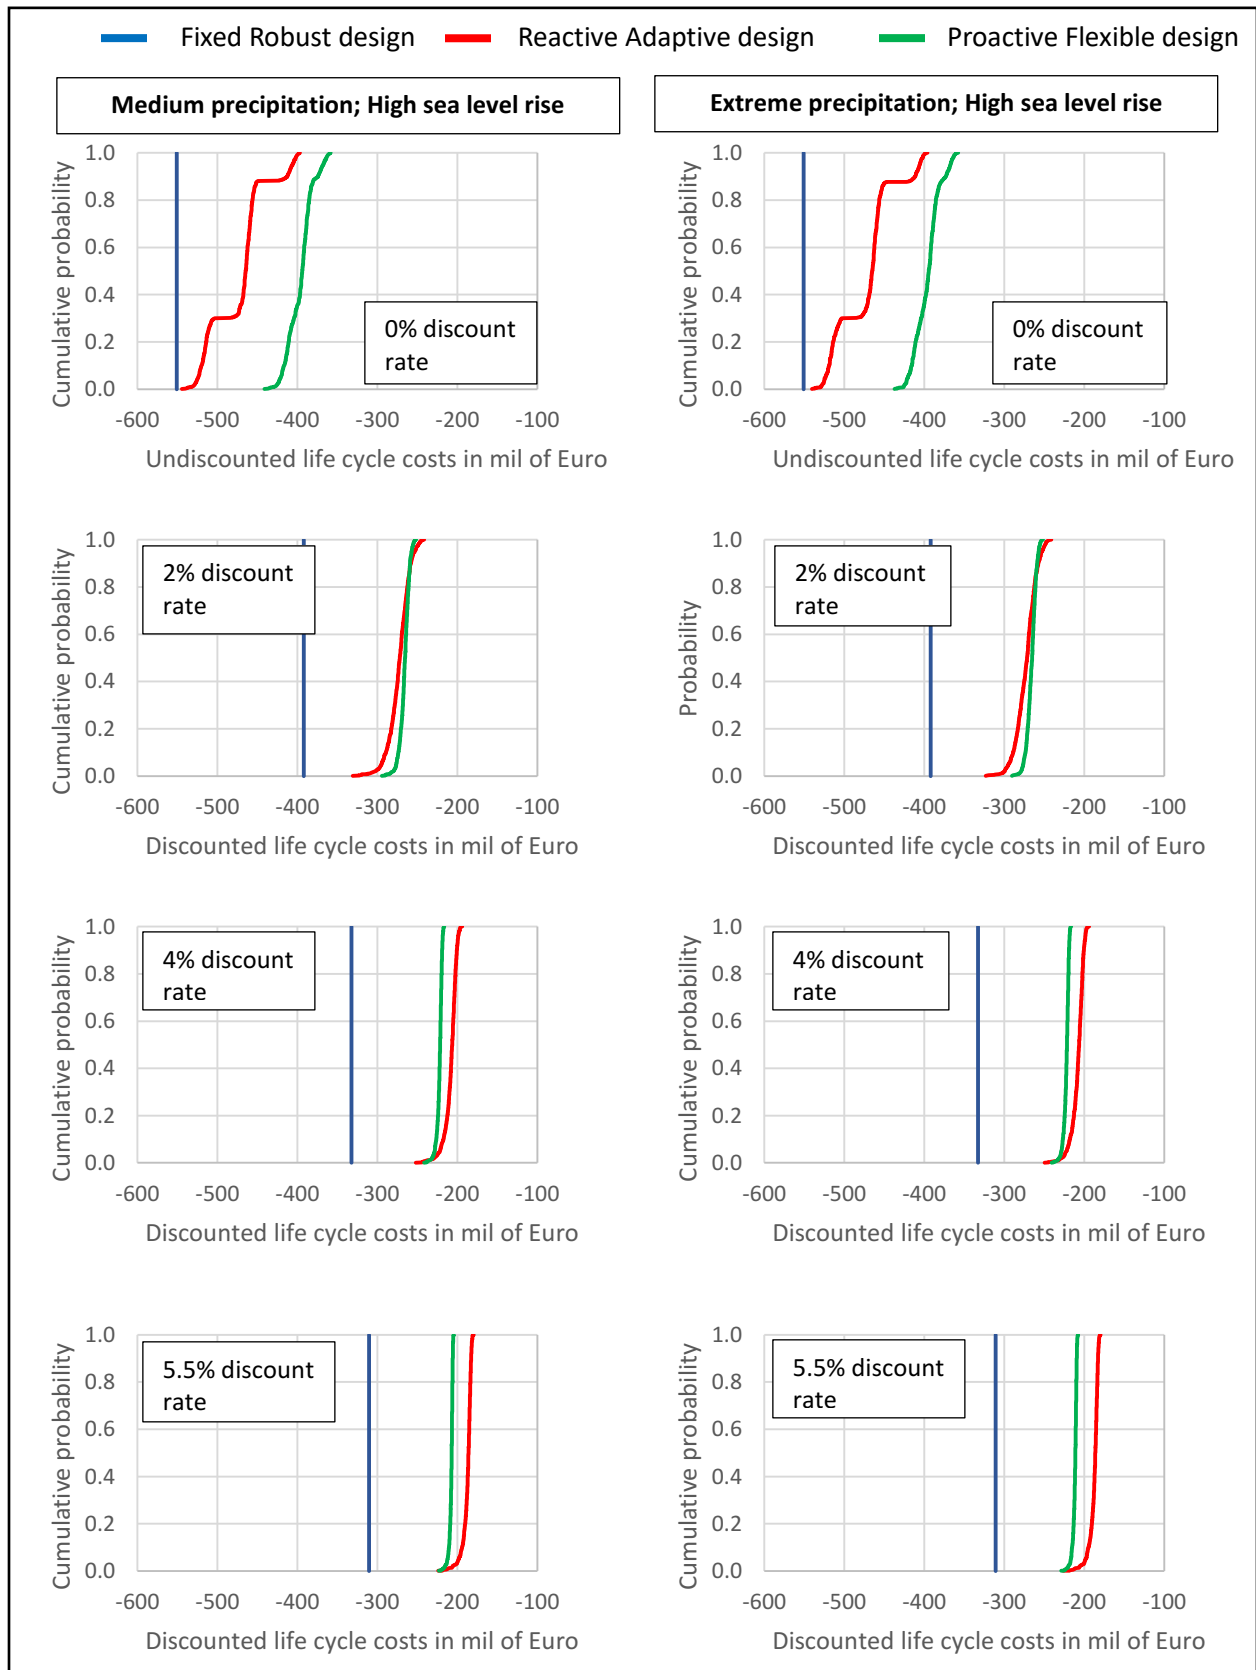 Fixed Robust design Reactive Adaptive design Proactive Flexible design
Medium precipitation; High sea level rise
1.0
0.8
0.6
0.4
0.2
0.0
Cumulative probability
0% discount
rate
-600 -500 -400 -300 -200 -100
Undiscounted life cycle costs in mil of Euro
Extreme precipitation; High sea level rise
1.0
0.8
0.6
0.4
0.2
0.0
Cumulative probability
0% discount
rate
-600 -500 -400 -300 -200 -100
Undiscounted life cycle costs in mil of Euro
1.0
0.8
0.6
0.4
0.2
0.0
Cumulative probability
2% discount
rate
-600 -500 -400 -300 -200 -100
Discounted life cycle costs in mil of Euro
1.0
0.8
0.6
0.4
0.2
0.0
Probability
2% discount
rate
-600 -500 -400 -300 -200 -100
Discounted life cycle costs in mil of Euro
1.0
0.8
0.6
0.4
0.2
0.0
Cumulative probability
4% discount
rate
-600 -500 -400 -300 -200 -100
Discounted life cycle costs in mil of Euro
1.0
0.8
0.6
0.4
0.2
0.0
Cumulative probability
4% discount
rate
-600 -500 -400 -300 -200 -100
Discounted life cycle costs in mil of Euro
1.0
0.8
0.6
0.4
0.2
0.0
Cumulative probability
5.5% discount
rate
-600 -500 -400 -300 -200 -100
Discounted life cycle costs in mil of Euro
1.0
0.8
0.6
0.4
0.2
0.0
Cumulative probability
5.5% discount
rate
-600 -500 -400 -300 -200 -100
Discounted life cycle costs in mil of Euro